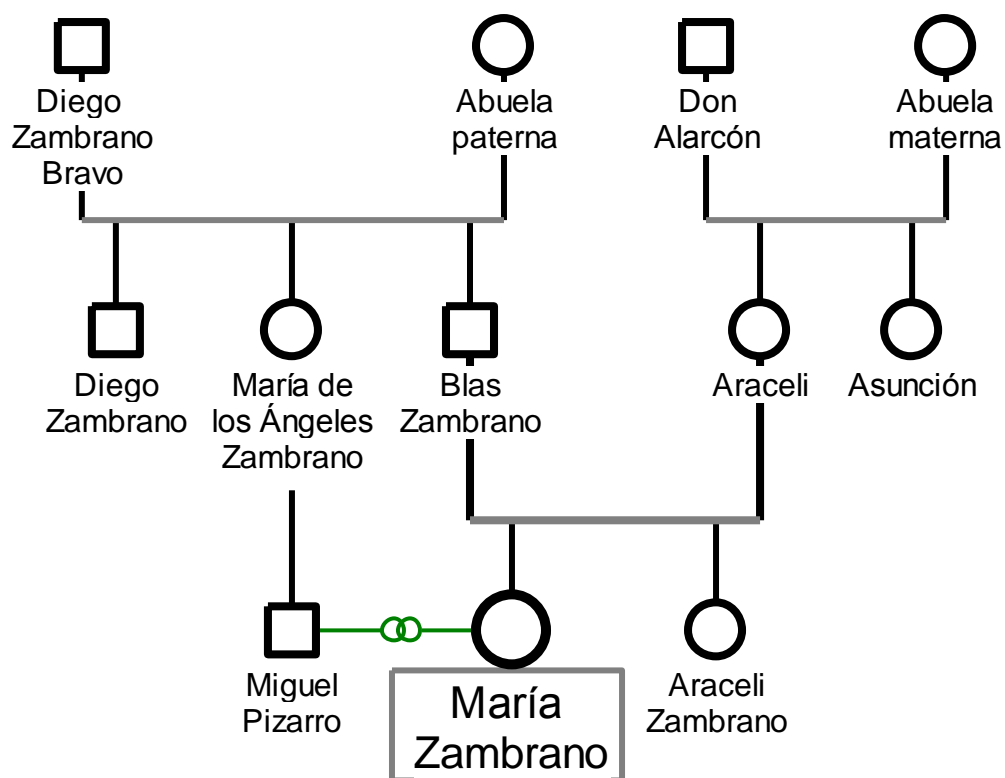 Diego
Zambrano
Bravo
Abuela
paterna
Don
Alarcón
Abuela
materna
Diego
Zambrano
María de
los Ángeles
Zambrano
Blas
Zambrano
Araceli
Asunción
Miguel
Pizarro
María
Zambrano
Araceli
Zambrano